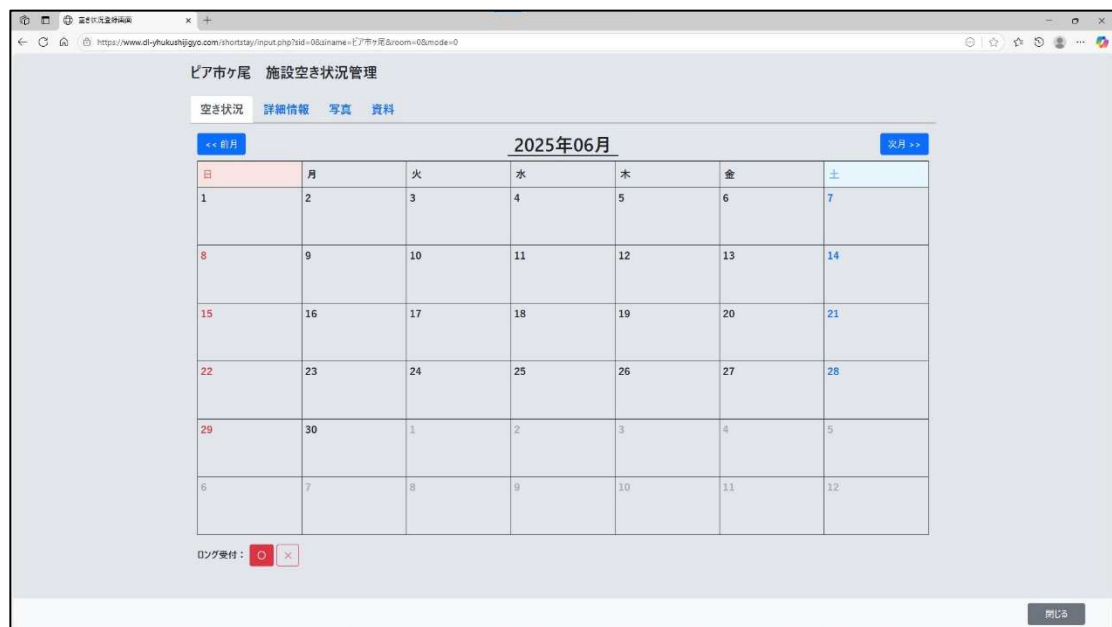 空き状況登録画面
https://www.dl-yhukushijigyo.com/shortstay/input.php?sid=0&siname=ピア市ヶ尾&room=0&mode=0
ピア市ヶ尾 施設空き状況管理
空き状況 詳細情報 写真 資料
<< 前月 2025年06月 次月 >>
日 月 火 水 木 金 土
1 2 3 4 5 6 7
8 9 10 11 12 13 14
15 16 17 18 19 20 21
22 23 24 25 26 27 28
29 30 1 2 3 4 5
6 7 8 9 10 11 12
ロング受付： ○ ×
閉じる